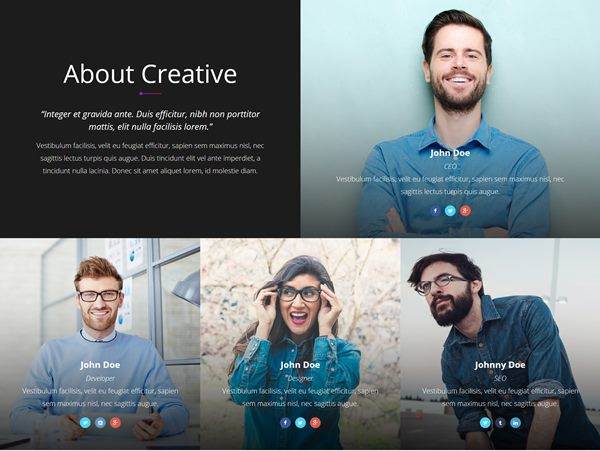 About Creative
“Integer et gravida ante. Duis efficitur, nibh non porttitor
mattis, elit nulla facilisis lorem.”
Vestibulum facilisis, velit eu feugiat efficitur, sapien sem maximus nisl, nec
sagittis lectus turpis quis augue. Duis tincidunt elit vel ante imperdiet, a
tincidunt nulla lacinia. Donec sit amet aliquet lorem, id molestie diam.
John Doe
CEO
Vestibulum facilisis, velit eu feugiat efficitur, sapien sem maximus nisl, nec
sagittis lectus turpis quis augue.
John Doe
Developer
Vestibulum facilisis, velit eu feugiat efficitur, sapien
sem maximus nisl, nec sagittis augue.
John Doe
Designer
Vestibulum facilisis, velit eu feugiat efficitur, sapien
sem maximus nisl, nec sagittis augue.
Johnny Doe
SEO
Vestibulum facilisis, velit eu feugiat efficitur, sapien
sem maximus nisl, nec sagittis augue.